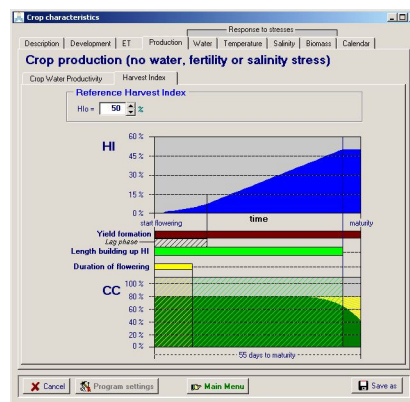 Crop characteristics
Response to stresses
Description Development ET Production Water Temperature Salinity Biomass Calendar
Crop production (no water, fertility or salinity stress)
Crop Water Productivity Harvest Index
Reference Harvest Index
HIo = 50 %
HI
60 %
45 %
30 %
15 %
0 %
start flowering time maturity
Yield formation
Lag phase
Length building up HI
Duration of flowering
CC
100 %
80 %
60 %
40 %
20 %
0 %
55 days to maturity
Cancel Program settings Main Menu Save as